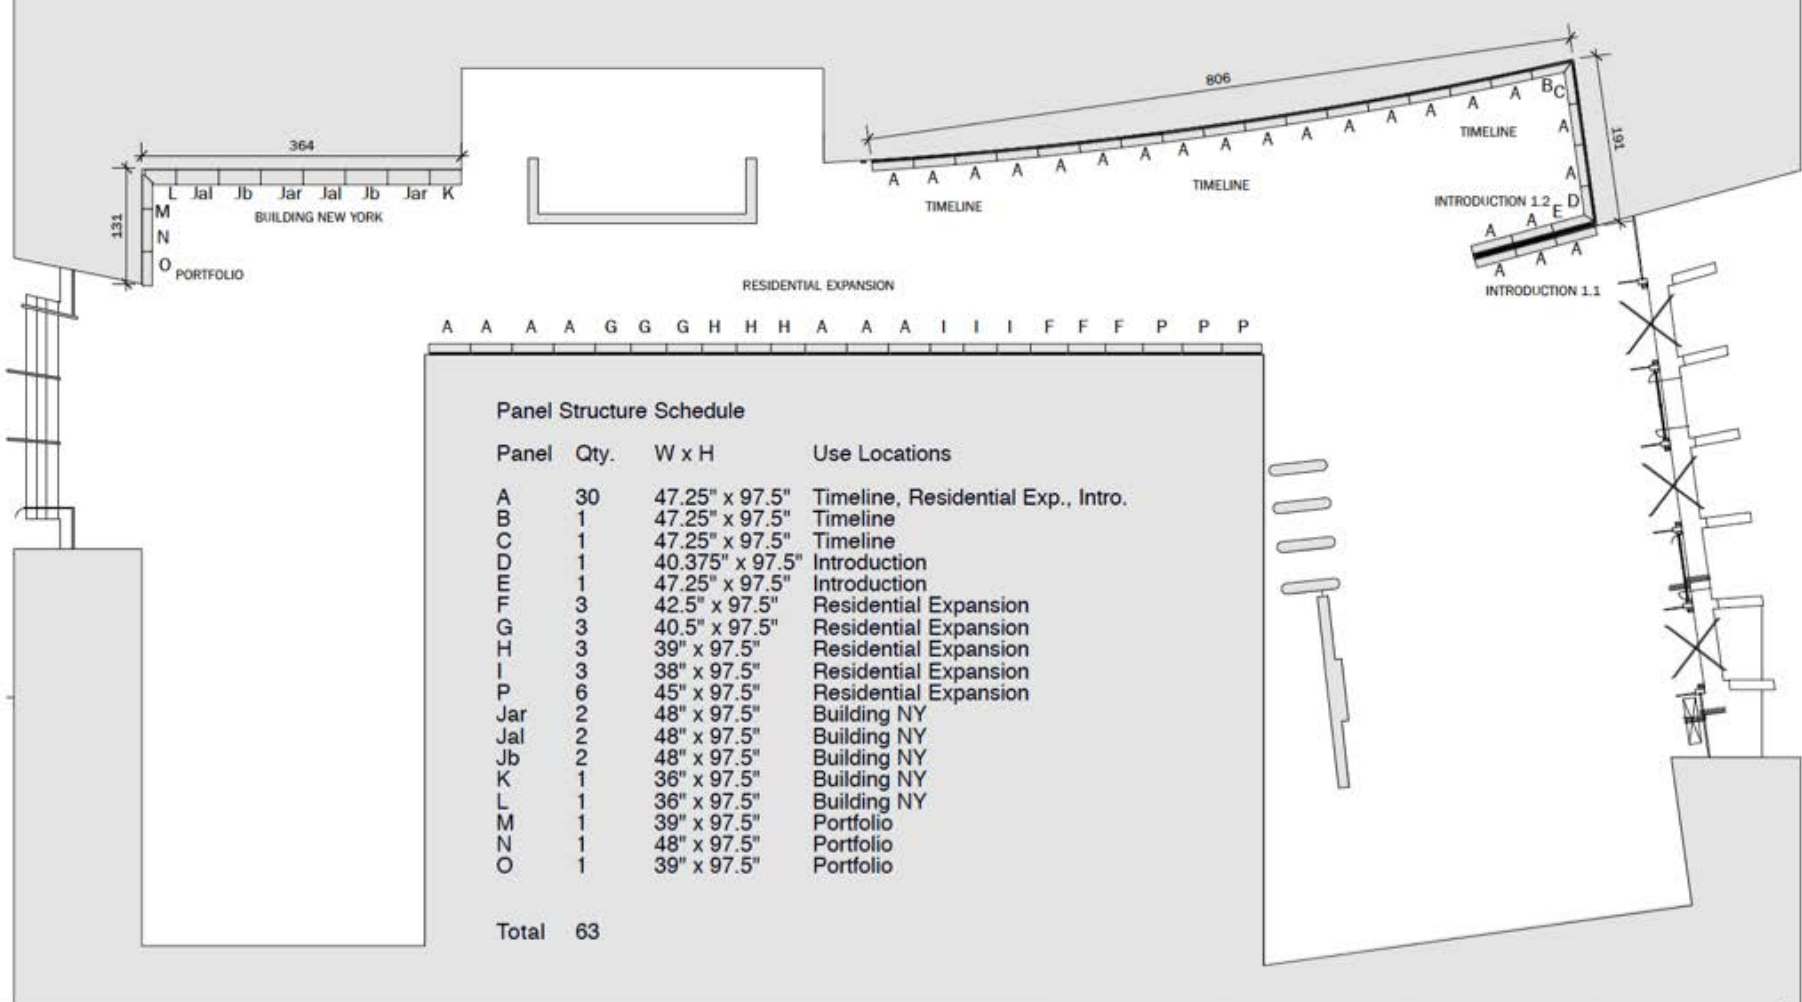 806
B C
A A A A A A A A A A A A A A A A
TIMELINE
A
191
364
A
TIMELINE
L Jal Jb Jar Jal Jb Jar K
INTRODUCTION 1.2 E D
TIMELINE
M
BUILDING NEW YORK
131
N
A A
O
PORTFOLIO
A A A
RESIDENTIAL EXPANSION
INTRODUCTION 1.1
A A A A G G G H H H A A A I I I F F F P P P
Panel Structure Schedule
Panel Qty. W x H Use Locations
A 30 47.25" x 97.5" Timeline, Residential Exp., Intro.
B 1 47.25" x 97.5" Timeline
C 1 47.25" x 97.5" Timeline
D 1 40.375" x 97.5" Introduction
E 1 47.25" x 97.5" Introduction
F 3 42.5" x 97.5" Residential Expansion
G 3 40.5" x 97.5" Residential Expansion
H 3 39" x 97.5" Residential Expansion
I 3 38" x 97.5" Residential Expansion
P 6 45" x 97.5" Residential Expansion
Jar 2 48" x 97.5" Building NY
Jal 2 48" x 97.5" Building NY
Jb 2 48" x 97.5" Building NY
K 1 36" x 97.5" Building NY
L 1 36" x 97.5" Building NY
M 1 39" x 97.5" Portfolio
N 1 48" x 97.5" Portfolio
O 1 39" x 97.5" Portfolio
Total 63